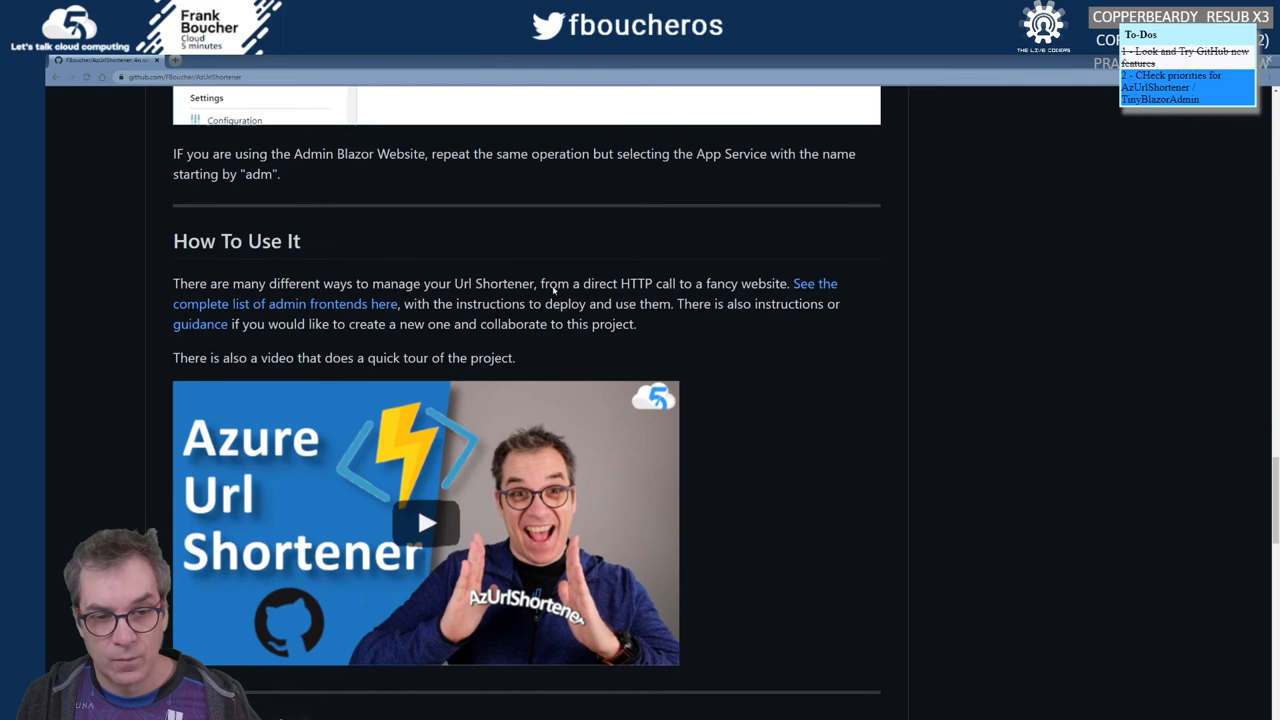 Let's talk cloud computing
Frank
Boucher
Cloud
5 minutes
fboucheros
THE LIVE CODERS
COPPERBEARDY RESUB X3
To-Dos
1 - Look and Try GitHub new
features
2 - CHeck priorities for
AzUrlShortener /
TinyBlazorAdmin
github.com/FBoucher/AzUrlShortener
Settings
Configuration
IF you are using the Admin Blazor Website, repeat the same operation but selecting the App Service with the name
starting by "adm".
How To Use It
There are many different ways to manage your Url Shortener, from a direct HTTP call to a fancy website. See the
complete list of admin frontends here, with the instructions to deploy and use them. There is also instructions or
guidance if you would like to create a new one and collaborate to this project.
There is also a video that does a quick tour of the project.
5
Azure
Url
Shortener
AzUrlShortener